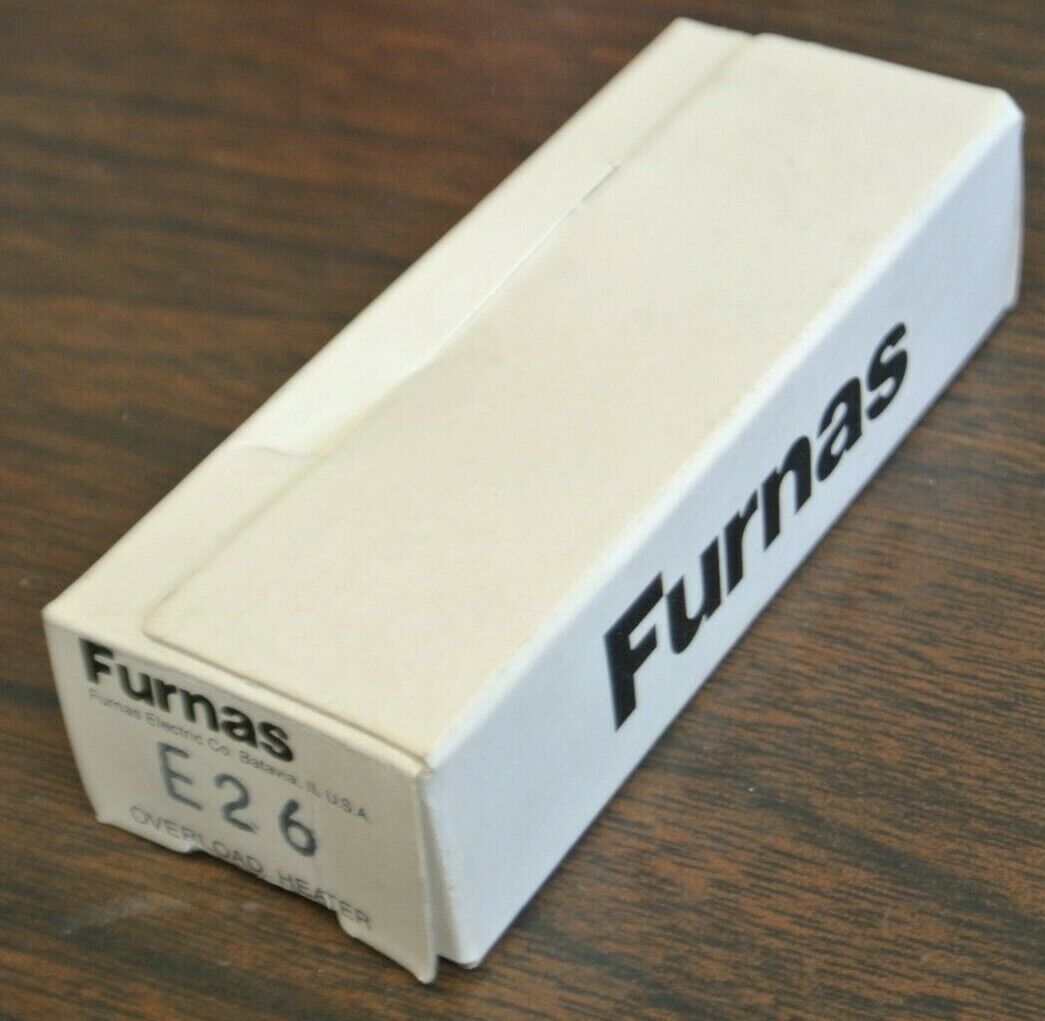 Furnas
Furnas Electric Co. Batavia, IL U.S.A.
E26
OVERLOAD HEATER
Furnas